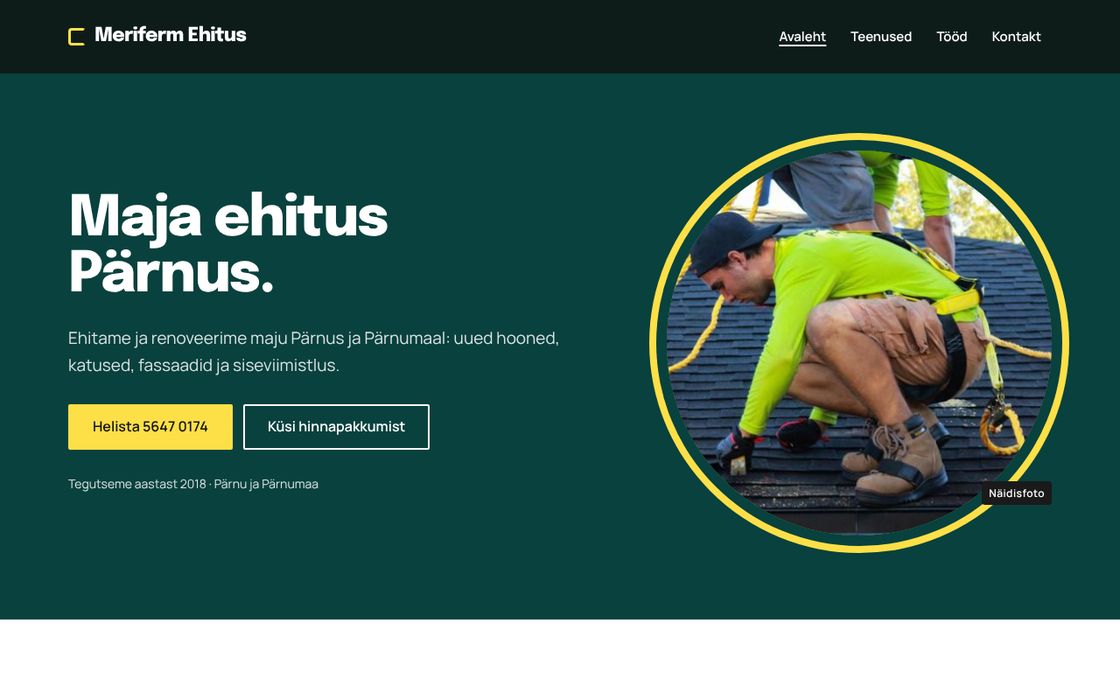 Meriferm Ehitus
Avaleht Teenused Tööd Kontakt
Maja ehitus
Pärnus.
Ehitame ja renoveerime maju Pärnus ja Pärnumaal: uued hooned,
katused, fassaadid ja siseviimistlus.
Helista 5647 0174 Küsi hinnapakkumist
Tegutseme aastast 2018 · Pärnu ja Pärnumaa
Näidisfoto